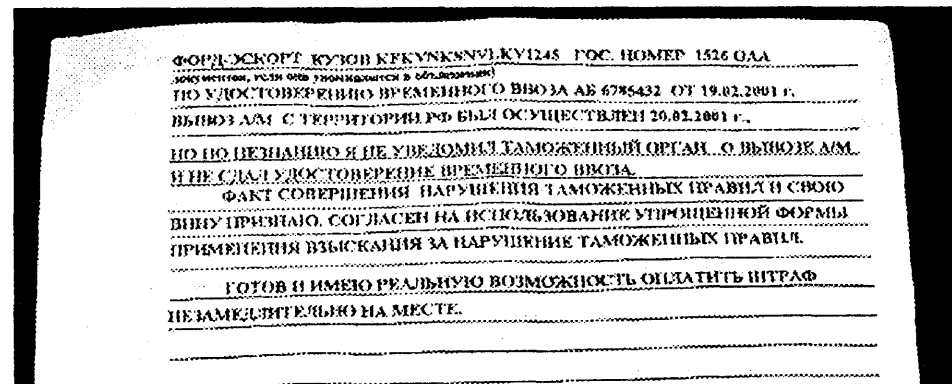 ФОРД-ЭСКОРТ КУЗОВ KFKVNKSNVLKV1245 ГОС. НОМЕР 1526 ОАА
документов, если они упоминаются в объяснении)
ПО УДОСТОВЕРЕНИЮ ВРЕМЕННОГО ВВОЗА АБ 6785432 ОТ 19.02.2001 г.,
ВЫВОЗ А/М С ТЕРРИТОРИИ РФ БЫЛ ОСУЩЕСТВЛЕН 20.02.2001 г.,
НО ПО НЕЗНАНИЮ Я НЕ УВЕДОМИЛ ТАМОЖЕННЫЙ ОРГАН О ВЫВОЗЕ А/М
И НЕ СДАЛ УДОСТОВЕРЕНИЕ ВРЕМЕННОГО ВВОЗА.
ФАКТ СОВЕРШЕНИЯ НАРУШЕНИЯ ТАМОЖЕННЫХ ПРАВИЛ И СВОЮ
ВИНУ ПРИЗНАЮ. СОГЛАСЕН НА ИСПОЛЬЗОВАНИЕ УПРОЩЕННОЙ ФОРМЫ
ПРИМЕНЕНИЯ ВЗЫСКАНИЯ ЗА НАРУШЕНИЕ ТАМОЖЕННЫХ ПРАВИЛ.
ГОТОВ И ИМЕЮ РЕАЛЬНУЮ ВОЗМОЖНОСТЬ ОПЛАТИТЬ ШТРАФ
НЕЗАМЕДЛИТЕЛЬНО НА МЕСТЕ.